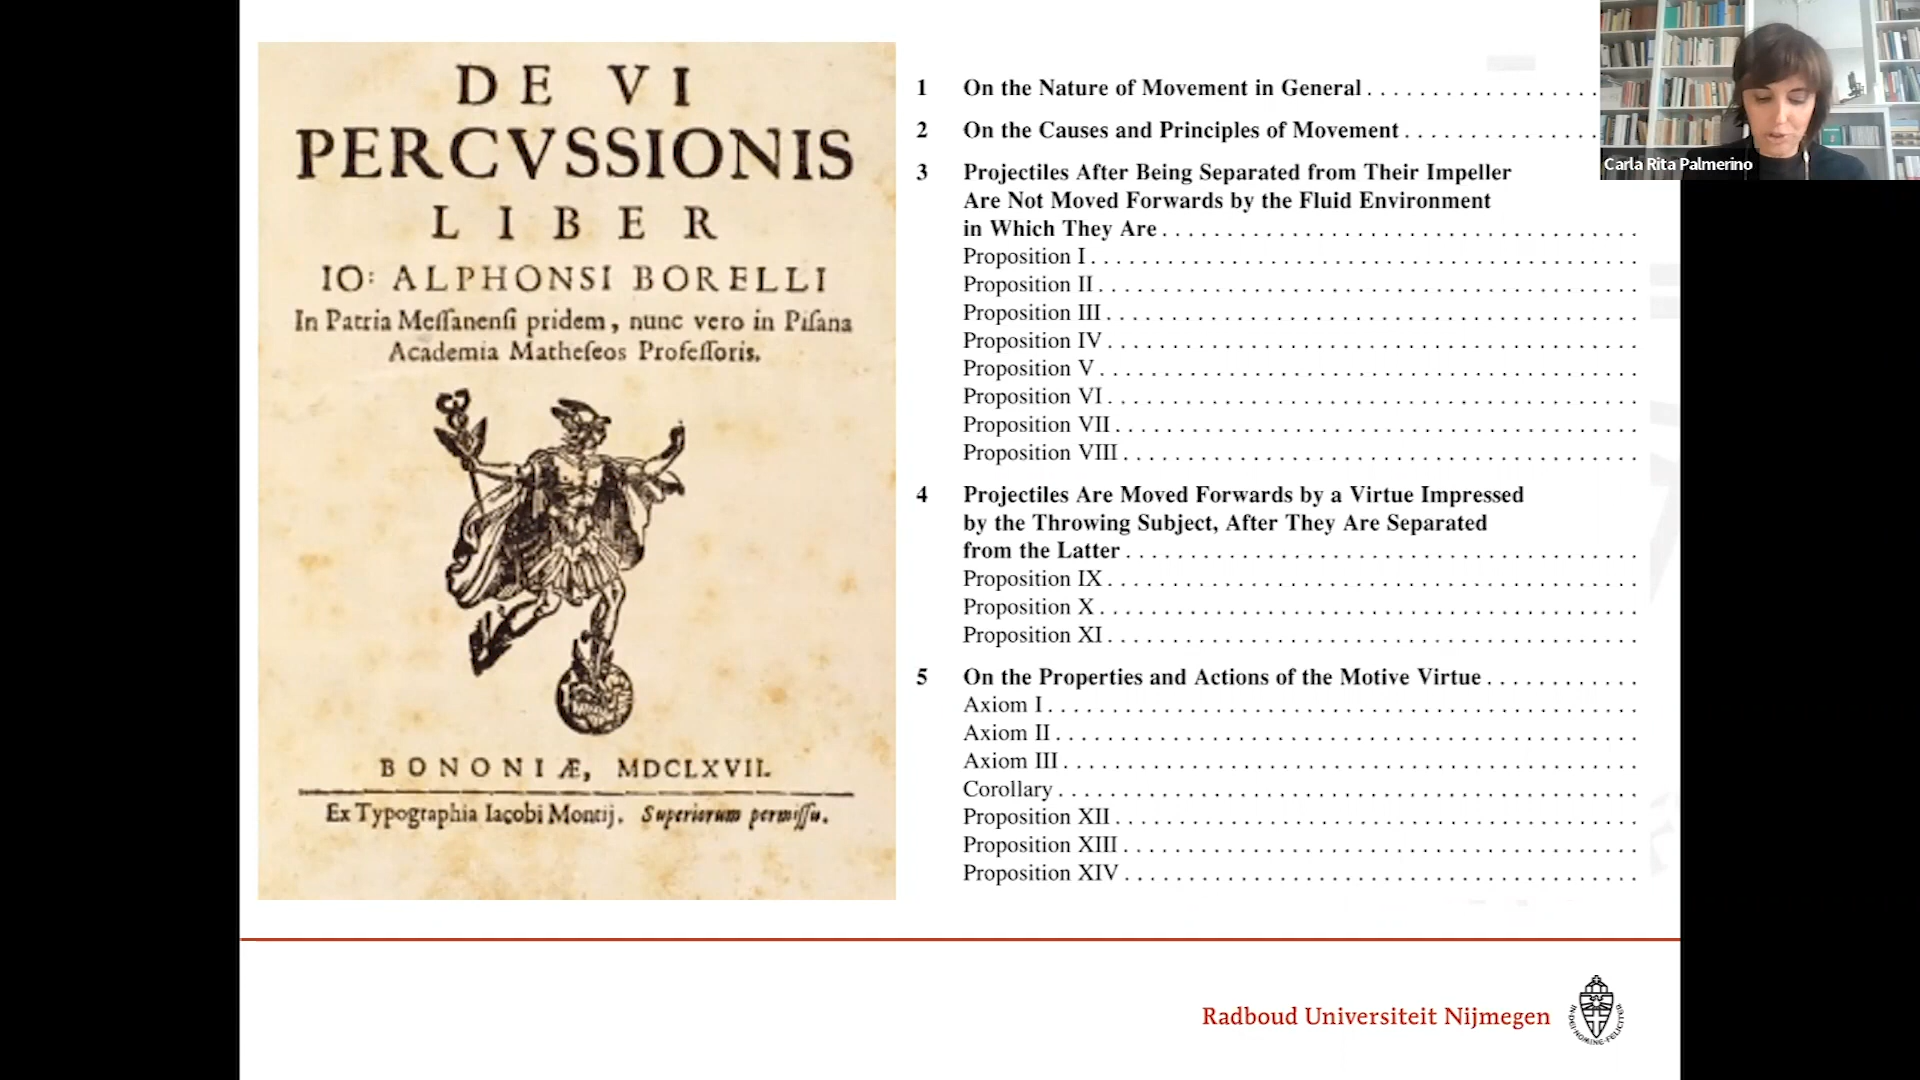 DE VI
PERCVSSIONIS
LIBER
IO: ALPHONSI BORELLI
In Patria Meſſanenſi pridem, nunc vero in Piſana
Academia Matheſeos Profeſſoris.
BONONIÆ, MDCLXVII.
Ex Typographia Iacobi Montij. Superiorum permiſſu.
1 On the Nature of Movement in General . . . . . . . . . . . . . . . . . .
2 On the Causes and Principles of Movement . . . . . . . . . . . . . . .
3 Projectiles After Being Separated from Their Impeller
Are Not Moved Forwards by the Fluid Environment
in Which They Are . . . . . . . . . . . . . . . . . . . . . . . . . . . . . . . . . . . . .
Proposition I . . . . . . . . . . . . . . . . . . . . . . . . . . . . . . . . . . . . . . . . . .
Proposition II . . . . . . . . . . . . . . . . . . . . . . . . . . . . . . . . . . . . . . . . .
Proposition III . . . . . . . . . . . . . . . . . . . . . . . . . . . . . . . . . . . . . . . . .
Proposition IV . . . . . . . . . . . . . . . . . . . . . . . . . . . . . . . . . . . . . . . . .
Proposition V . . . . . . . . . . . . . . . . . . . . . . . . . . . . . . . . . . . . . . . . .
Proposition VI . . . . . . . . . . . . . . . . . . . . . . . . . . . . . . . . . . . . . . . . .
Proposition VII . . . . . . . . . . . . . . . . . . . . . . . . . . . . . . . . . . . . . . . .
Proposition VIII . . . . . . . . . . . . . . . . . . . . . . . . . . . . . . . . . . . . . . .
4 Projectiles Are Moved Forwards by a Virtue Impressed
by the Throwing Subject, After They Are Separated
from the Latter . . . . . . . . . . . . . . . . . . . . . . . . . . . . . . . . . . . . . . .
Proposition IX . . . . . . . . . . . . . . . . . . . . . . . . . . . . . . . . . . . . . . . . .
Proposition X . . . . . . . . . . . . . . . . . . . . . . . . . . . . . . . . . . . . . . . . .
Proposition XI . . . . . . . . . . . . . . . . . . . . . . . . . . . . . . . . . . . . . . . . .
5 On the Properties and Actions of the Motive Virtue . . . . . . . . . . . .
Axiom I . . . . . . . . . . . . . . . . . . . . . . . . . . . . . . . . . . . . . . . . . . . . .
Axiom II . . . . . . . . . . . . . . . . . . . . . . . . . . . . . . . . . . . . . . . . . . . . .
Axiom III . . . . . . . . . . . . . . . . . . . . . . . . . . . . . . . . . . . . . . . . . . . .
Corollary . . . . . . . . . . . . . . . . . . . . . . . . . . . . . . . . . . . . . . . . . . . . .
Proposition XII . . . . . . . . . . . . . . . . . . . . . . . . . . . . . . . . . . . . . . . .
Proposition XIII . . . . . . . . . . . . . . . . . . . . . . . . . . . . . . . . . . . . . . .
Proposition XIV . . . . . . . . . . . . . . . . . . . . . . . . . . . . . . . . . . . . . . .
Carla Rita Palmerino
Radboud Universiteit Nijmegen
IN·DEI·NOMINE·FELICITER